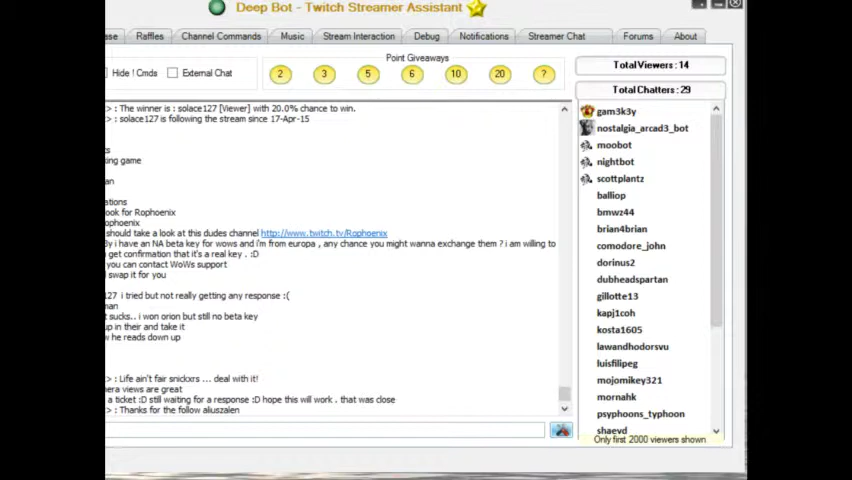 Deep Bot - Twitch Streamer Assistant
Raffles
Channel Commands
Music
Stream Interaction
Debug
Notifications
Streamer Chat
Forums
About
Hide ! Cmds
External Chat
Point Giveaways
2
3
5
6
10
20
?
Total Viewers : 14
Total Chatters : 29
> : The winner is : solace127 [Viewer] with 20.0% chance to win.
> : solace127 is following the stream since 17-Apr-15
king game
look for Rophoenix
should take a look at this dudes channel http://www.twitch.tv/Rophoenix
i have an NA beta key for wows and i'm from europa , any chance you might wanna exchange them ? i am willing to
get confirmation that it's a real key . :D
you can contact WoWs support
swap it for you
127 i tried but not really getting any response :(
man
sucks.. i won orion but still no beta key
up in their and take it
he reads down up
> : Life ain't fair snickxrs ... deal with it!
views are great
a ticket :D still waiting for a response :D hope this will work . that was close
> : Thanks for the follow aliuszalen
gam3k3y
nostalgia_arcad3_bot
moobot
nightbot
scottplantz
balliop
bmwz44
brian4brian
comodore_john
dorinus2
dubheadspartan
gillotte13
kapj1coh
kosta1605
lawandhodorsvu
luisfilipeg
mojomikey321
mornahk
psyphoons_typhoon
shaevd
Only first 2000 viewers shown